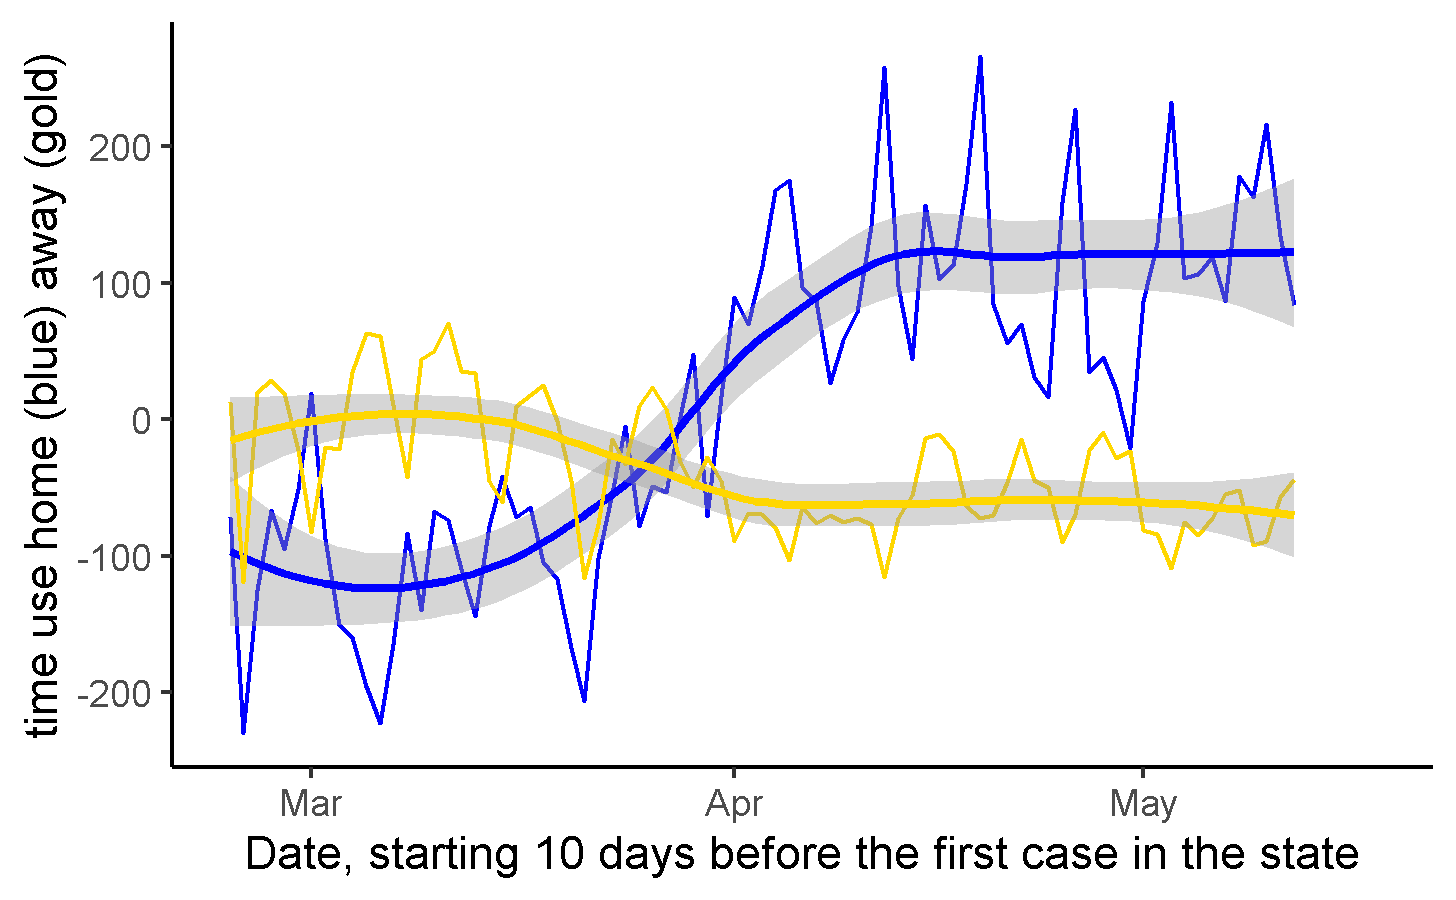 time use home (blue) away (gold)
200
100
0
-100
-200
Mar Apr May
Date, starting 10 days before the first case in the state